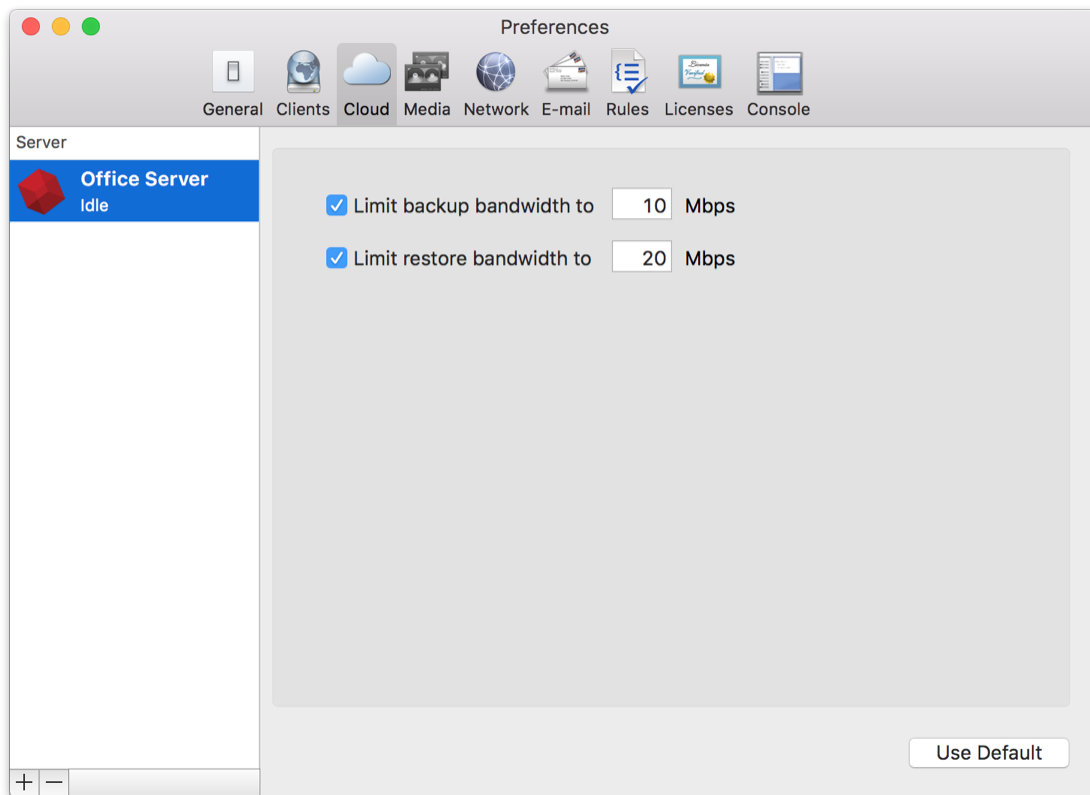 Preferences
General Clients Cloud Media Network E-mail Rules Licenses Console
Server
Office Server
Idle
Limit backup bandwidth to 10 Mbps
Limit restore bandwidth to 20 Mbps
Use Default